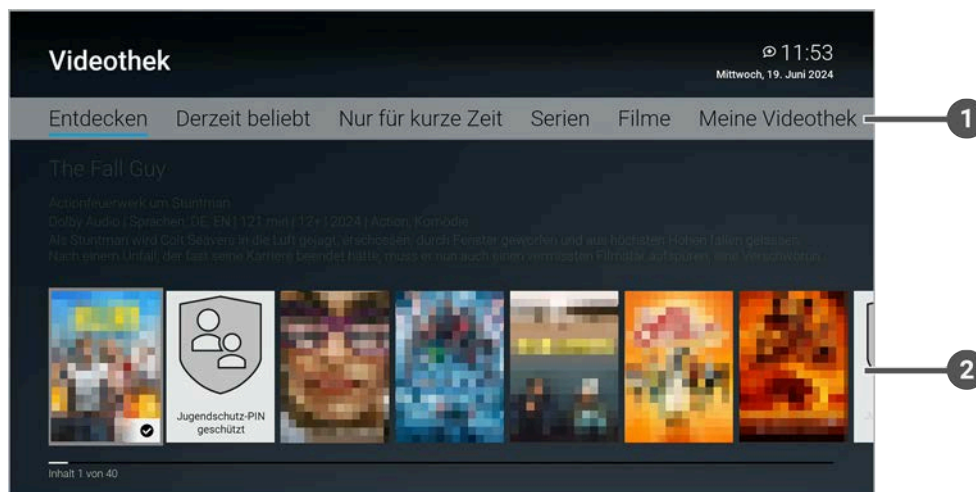 Videothek
11:53
Mittwoch, 19. Juni 2024
Entdecken Derzeit beliebt Nur für kurze Zeit Serien Filme Meine Videothek
1
The Fall Guy
Actionfeuerwerk um Stuntman
Dolby Audio | Sprachen: DE, EN | 121 min | 12+ | 2024 | Action, Komödie
Als Stuntman wird Colt Seavers in die Luft gejagt, erschossen, durch Fenster geworfen und aus höchsten Höhen fallen gelassen.
Nach einem Unfall, der fast seine Karriere beendet hätte, muss er nun auch einen vermissten Filmstar aufspüren, eine Verschwörun
Jugendschutz-PIN
geschützt
2
Inhalt 1 von 40